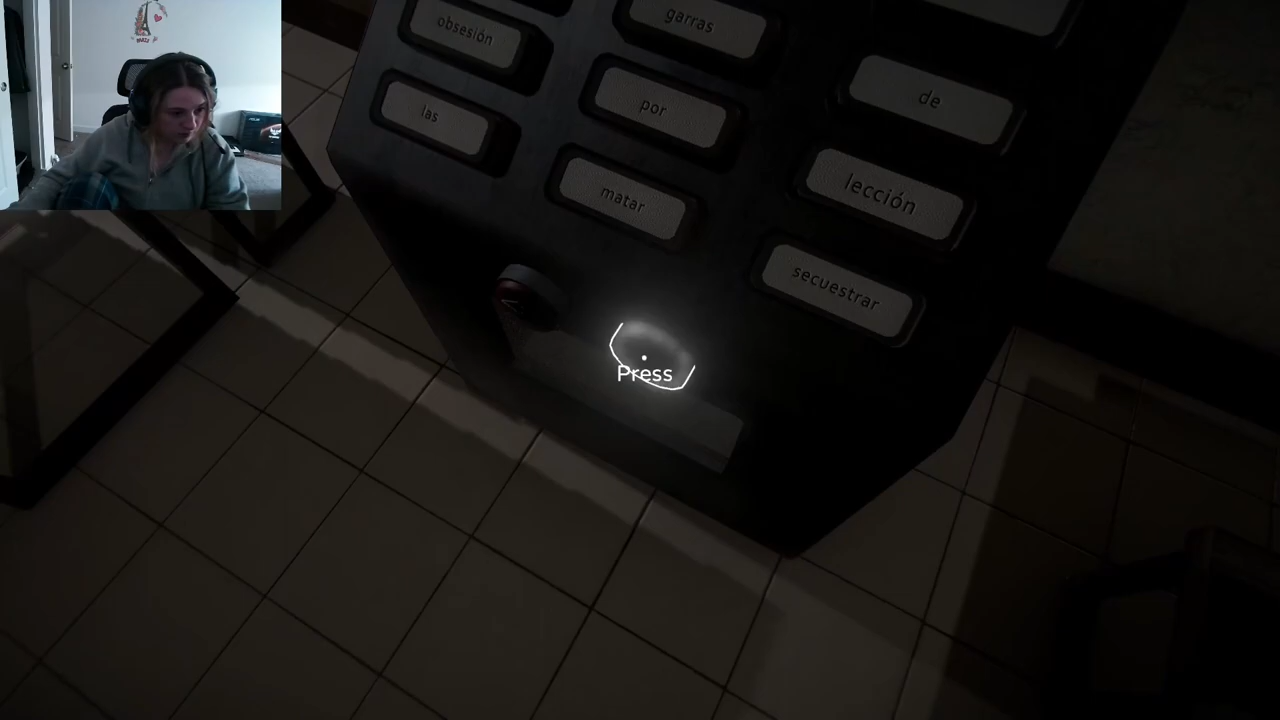 obsesión
garras
de
las
por
lección
matar
secuestrar
Press